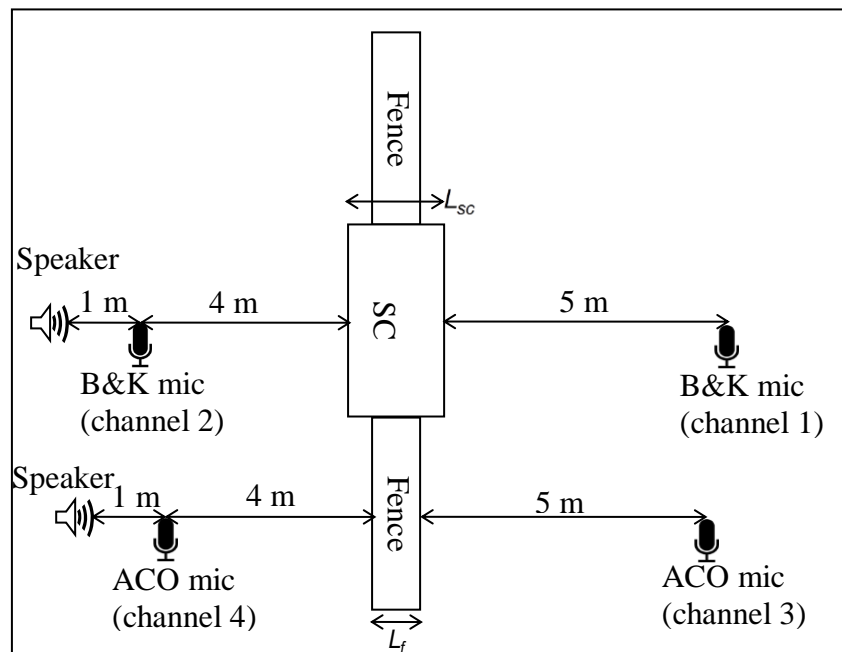 Fence
L_sc
Speaker
1 m
4 m
SC
5 m
B&K mic
(channel 2)
B&K mic
(channel 1)
Speaker
1 m
4 m
Fence
5 m
ACO mic
(channel 4)
ACO mic
(channel 3)
L_f